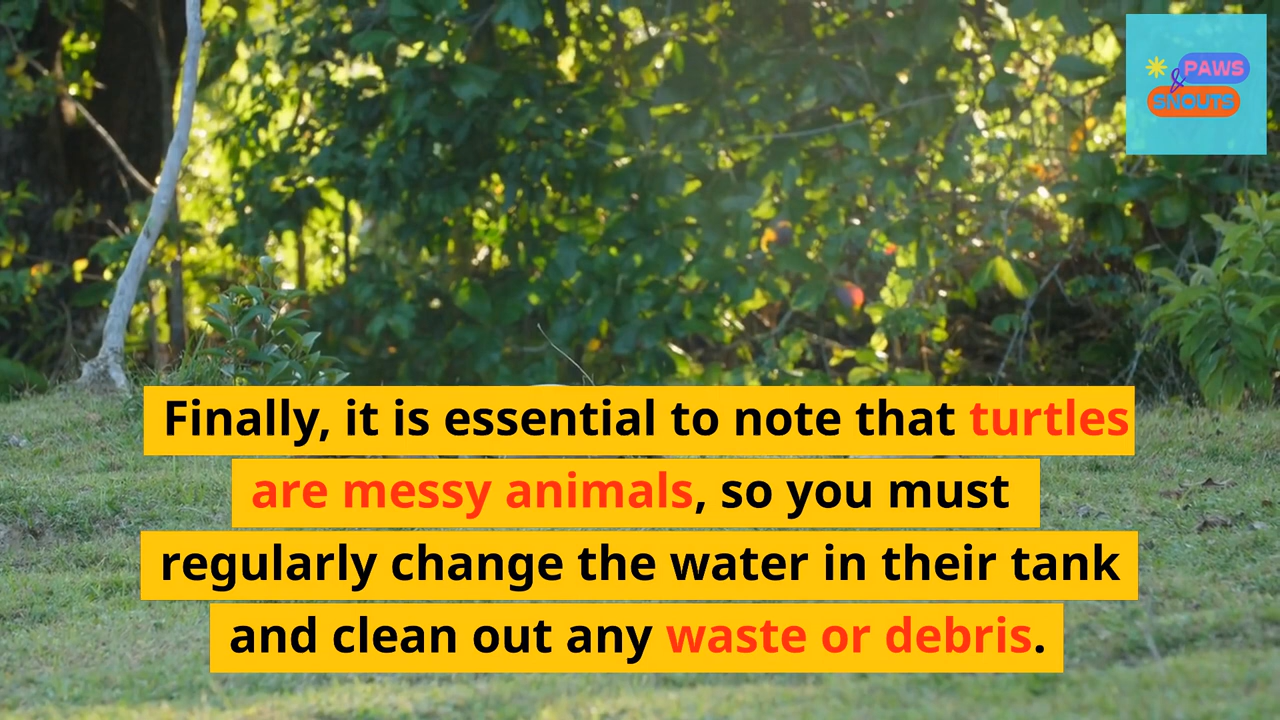 PAWS
&
SNOUTS
Finally, it is essential to note that turtles
are messy animals, so you must
regularly change the water in their tank
and clean out any waste or debris.